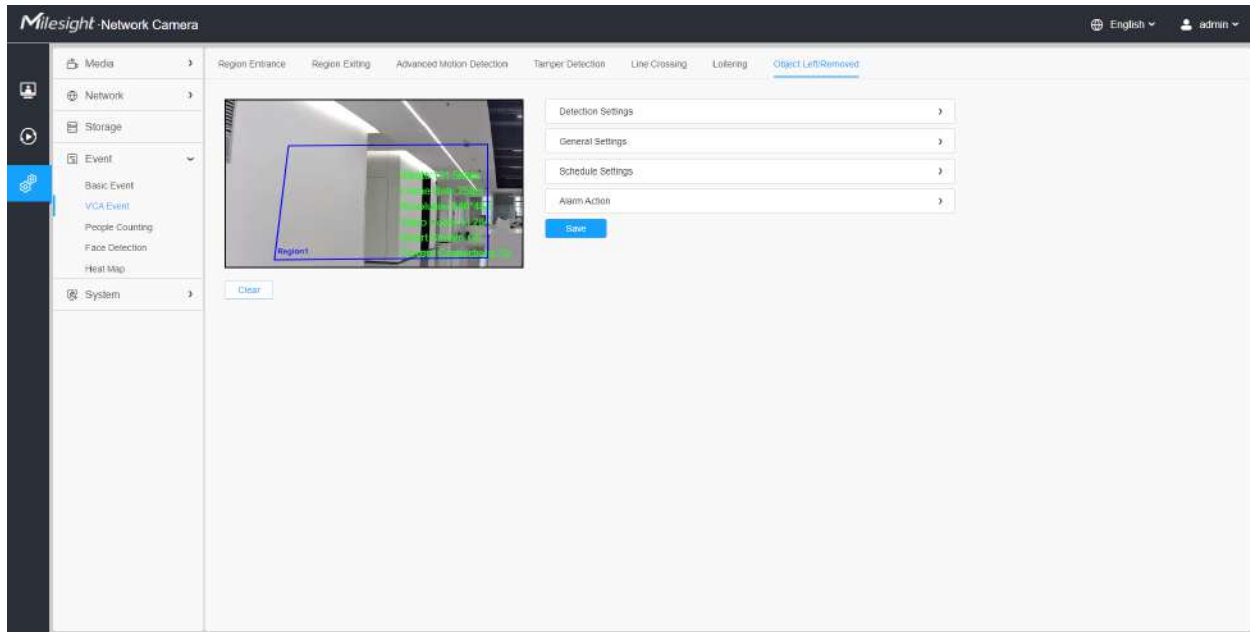 Milesight ·Network Camera
English
admin
Media
Network
Storage
Event
Basic Event
VCA Event
People Counting
Face Detection
Heat Map
System
Region Entrance
Region Exiting
Advanced Motion Detection
Tamper Detection
Line Crossing
Loitering
Object Left/Removed
Region1
Clear
Detection Settings
General Settings
Schedule Settings
Alarm Action
Save